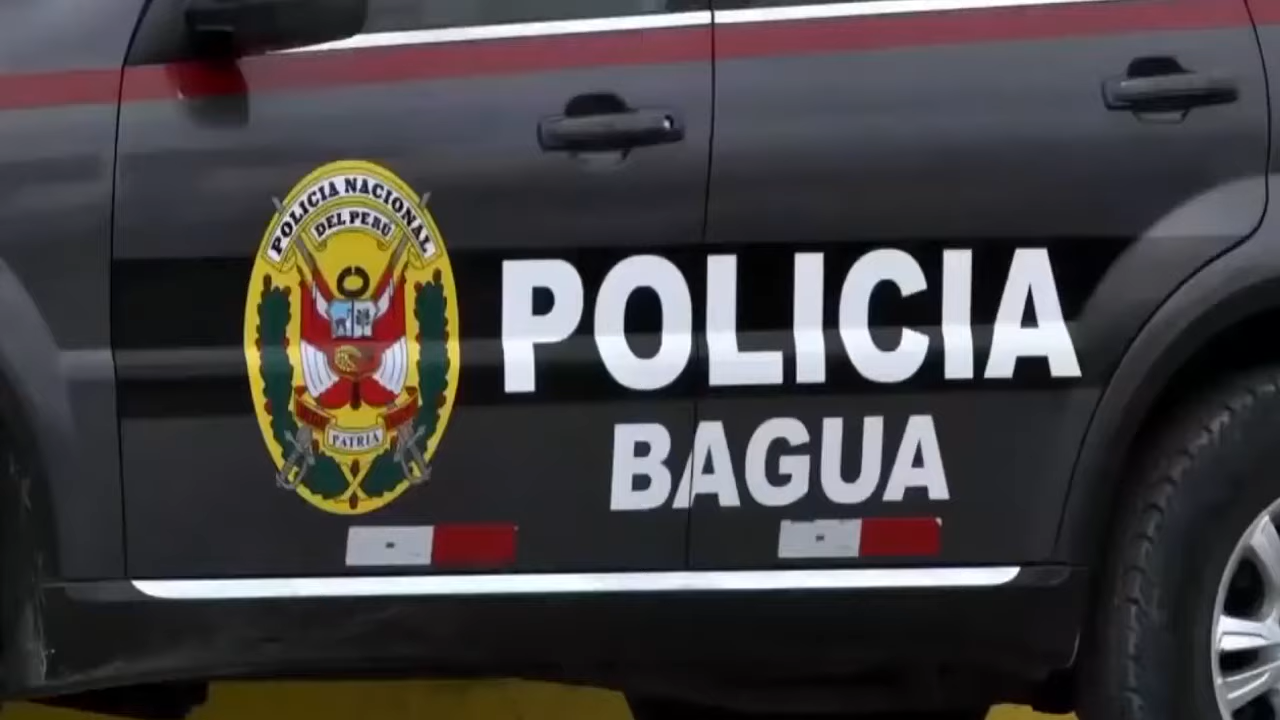 POLICIA NACIONAL
DEL PERÚ
PATRIA
POLICIA
BAGUA